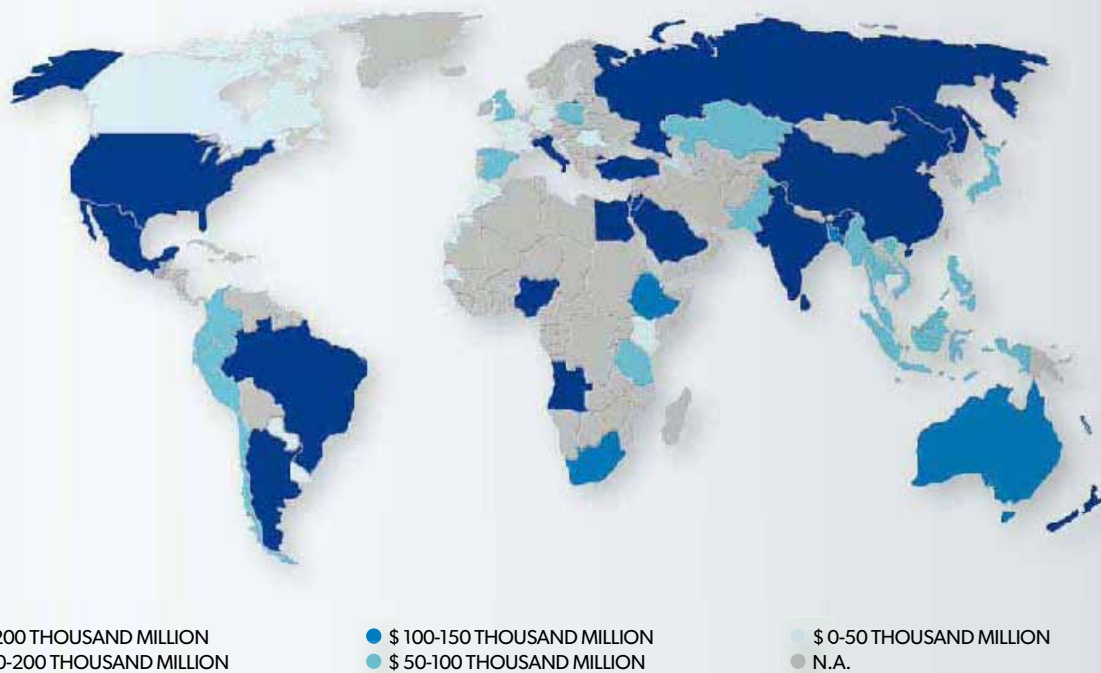 200 THOUSAND MILLION
0-200 THOUSAND MILLION
$ 100-150 THOUSAND MILLION
$ 50-100 THOUSAND MILLION
$ 0-50 THOUSAND MILLION
N.A.